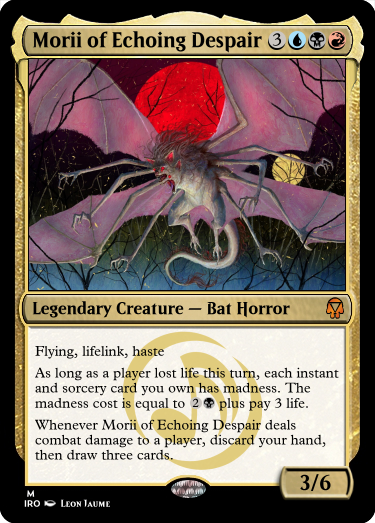 Morii of Echoing Despair 3
Legendary Creature — Bat Horror
Flying, lifelink, haste
As long as a player lost life this turn, each instant
and sorcery card you own has madness. The
madness cost is equal to 2 plus pay 3 life.
Whenever Morii of Echoing Despair deals
combat damage to a player, discard your hand,
then draw three cards.
3/6
M
IRO Leon Jaume